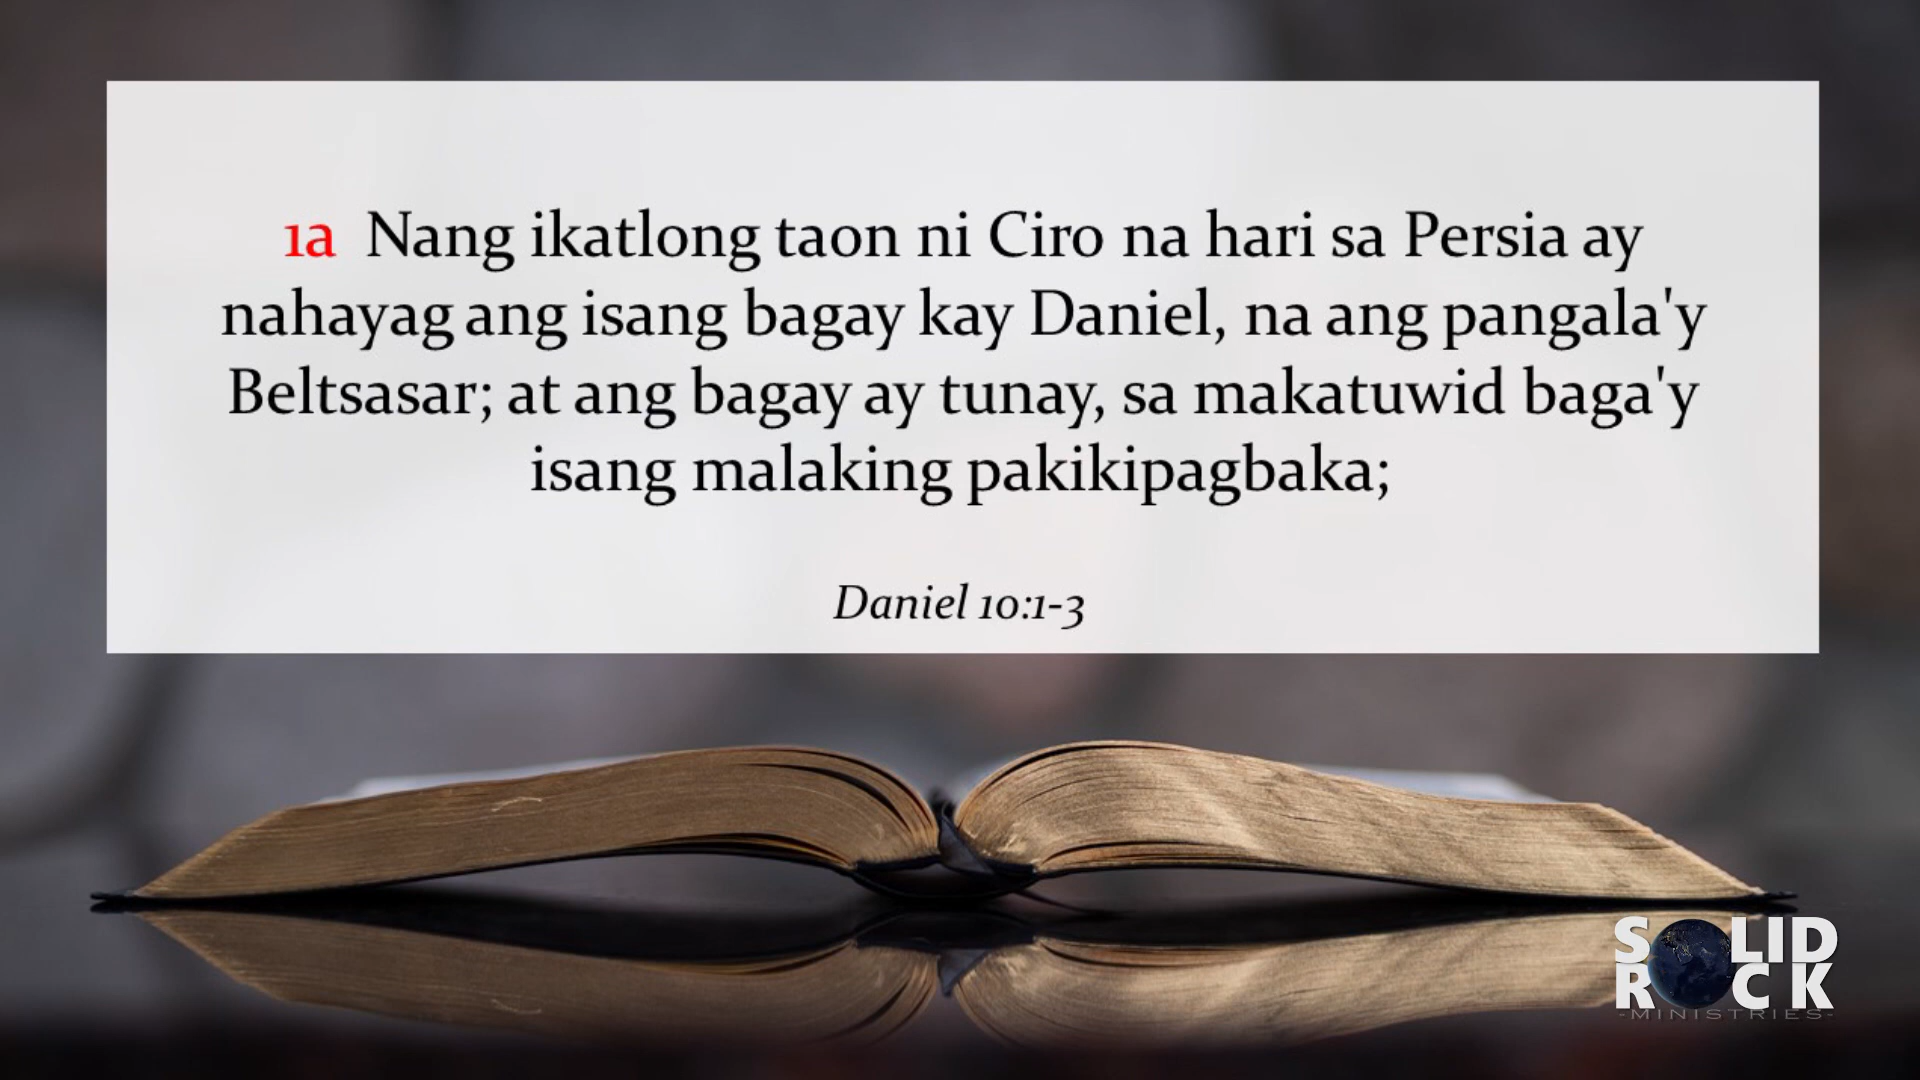 1a Nang ikatlong taon ni Ciro na hari sa Persia ay
nahayag ang isang bagay kay Daniel, na ang pangala'y
Beltsasar; at ang bagay ay tunay, sa makatuwid baga'y
isang malaking pakikipagbaka;
Daniel 10:1-3
SOLID
ROCK
-MINISTRIES-